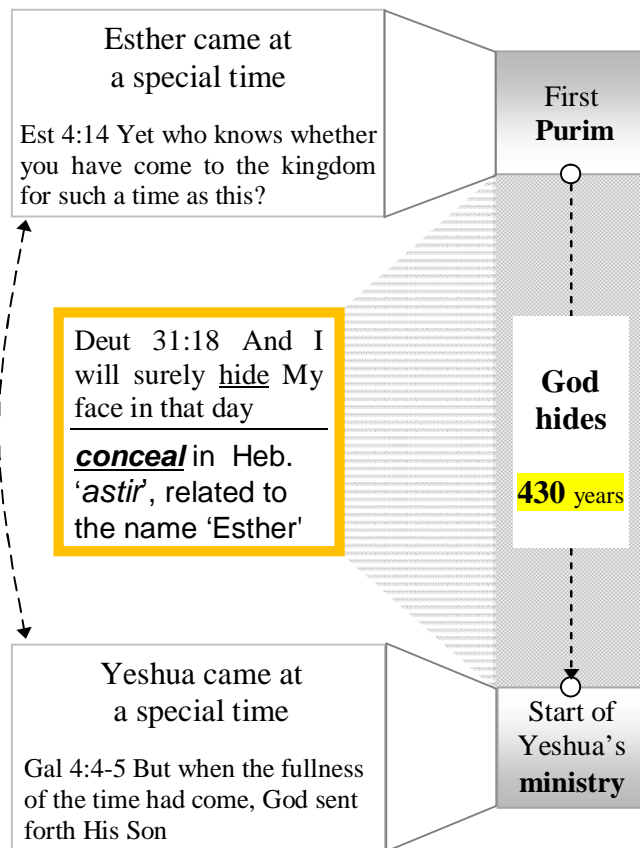 Esther came at
a special time
Est 4:14 Yet who knows whether
you have come to the kingdom
for such a time as this?
First
Purim
Deut 31:18 And I
will surely hide My
face in that day
conceal in Heb.
‘astir’, related to
the name ‘Esther'
God
hides
430 years
Yeshua came at
a special time
Gal 4:4-5 But when the fullness
of the time had come, God sent
forth His Son
Start of
Yeshua’s
ministry